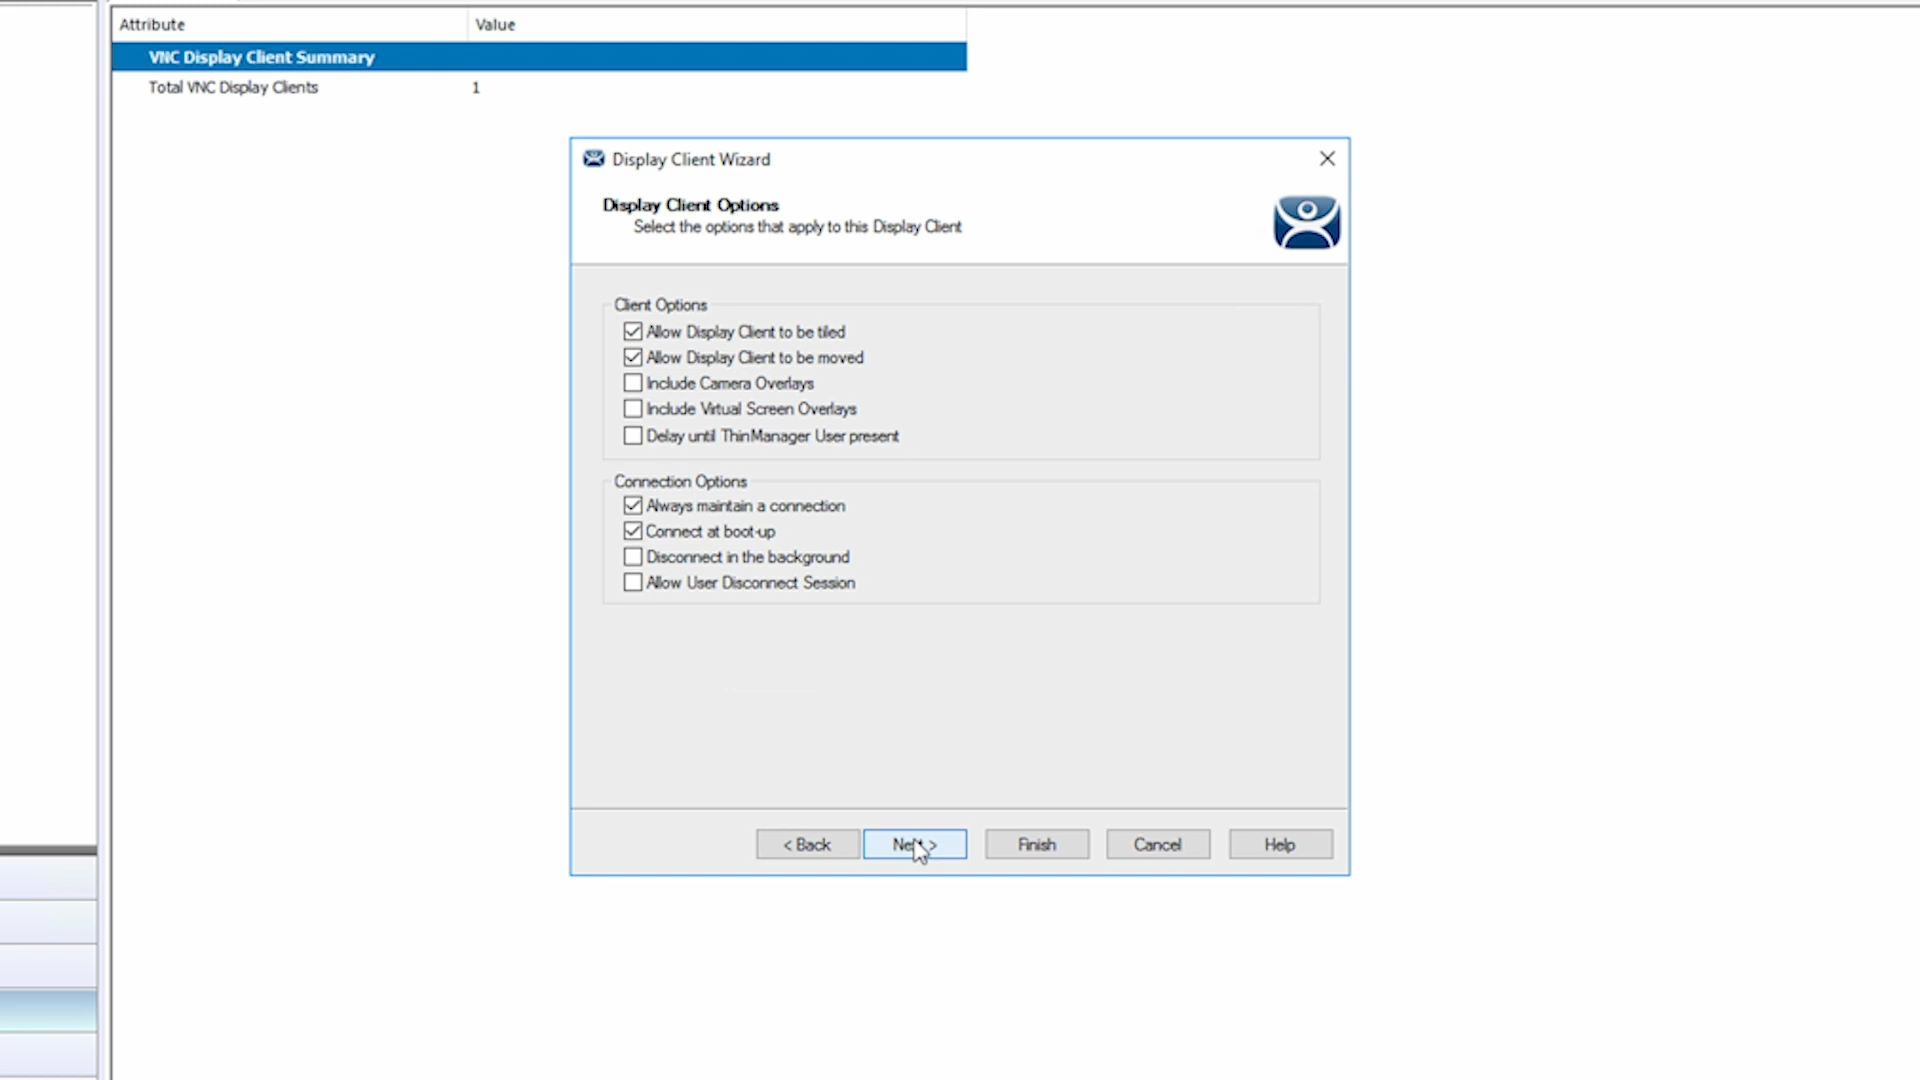 Attribute Value
VNC Display Client Summary
Total VNC Display Clients 1
Display Client Wizard
Display Client Options
Select the options that apply to this Display Client
Client Options
Allow Display Client to be tiled
Allow Display Client to be moved
Include Camera Overlays
Include Virtual Screen Overlays
Delay until ThinManager User present
Connection Options
Always maintain a connection
Connect at boot-up
Disconnect in the background
Allow User Disconnect Session
< Back Next > Finish Cancel Help